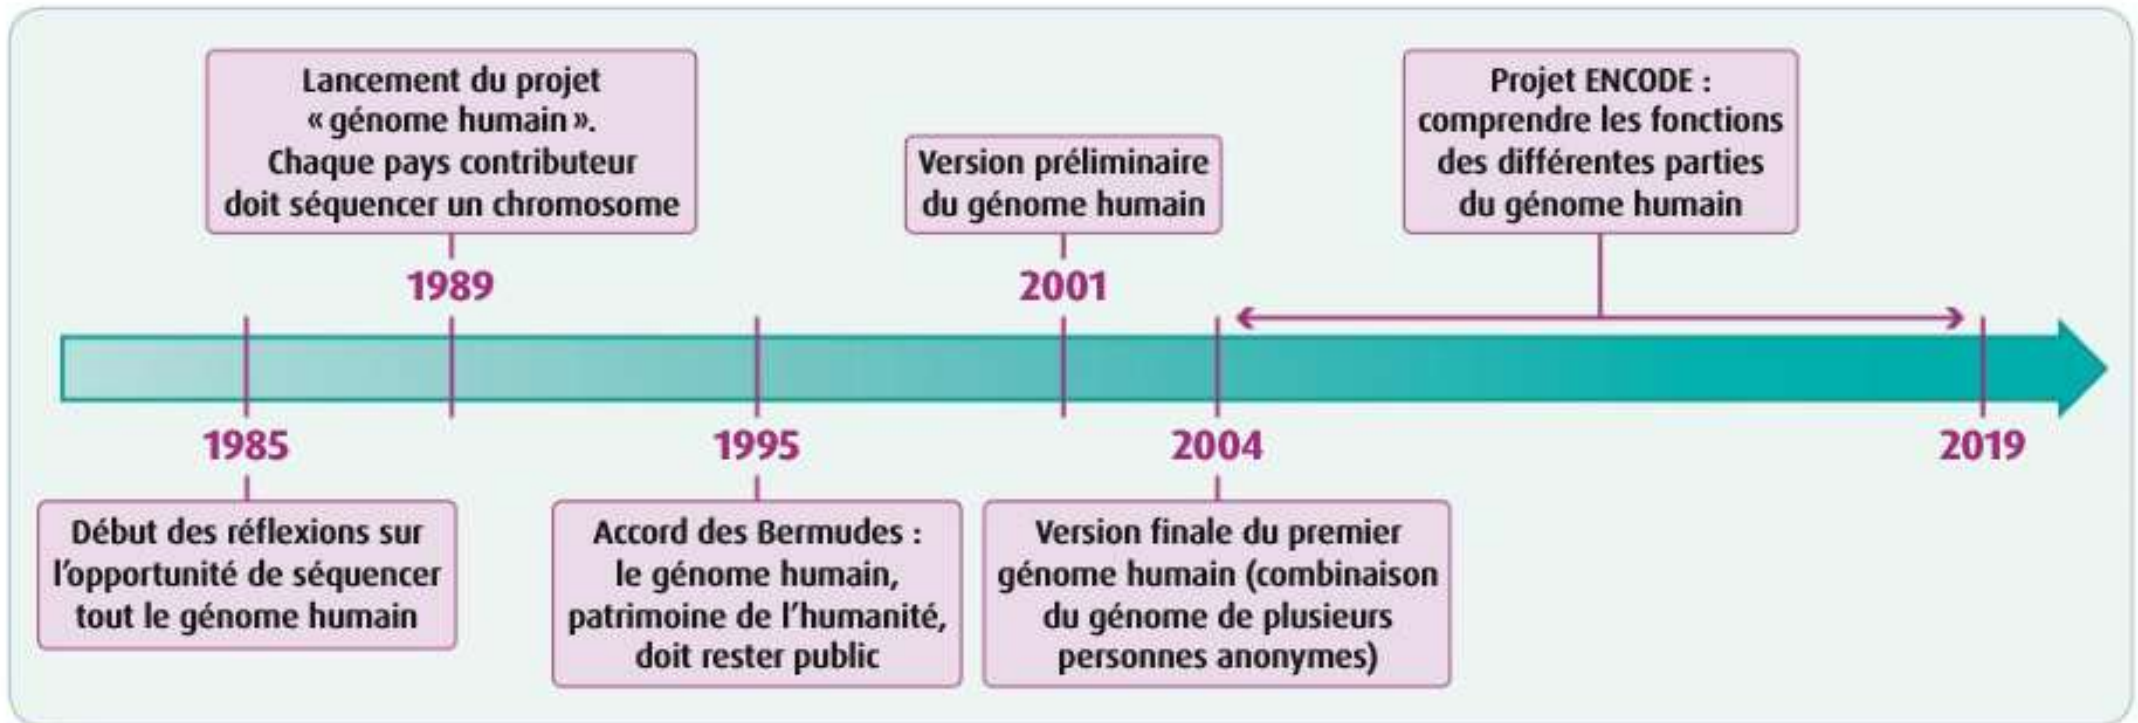 Lancement du projet
« génome humain ».
Chaque pays contributeur
doit séquencer un chromosome
1989
Version préliminaire
du génome humain
2001
Projet ENCODE :
comprendre les fonctions
des différentes parties
du génome humain
1985
Début des réflexions sur
l'opportunité de séquencer
tout le génome humain
1995
Accord des Bermudes :
le génome humain,
patrimoine de l'humanité,
doit rester public
2004
Version finale du premier
génome humain (combinaison
du génome de plusieurs
personnes anonymes)
2019